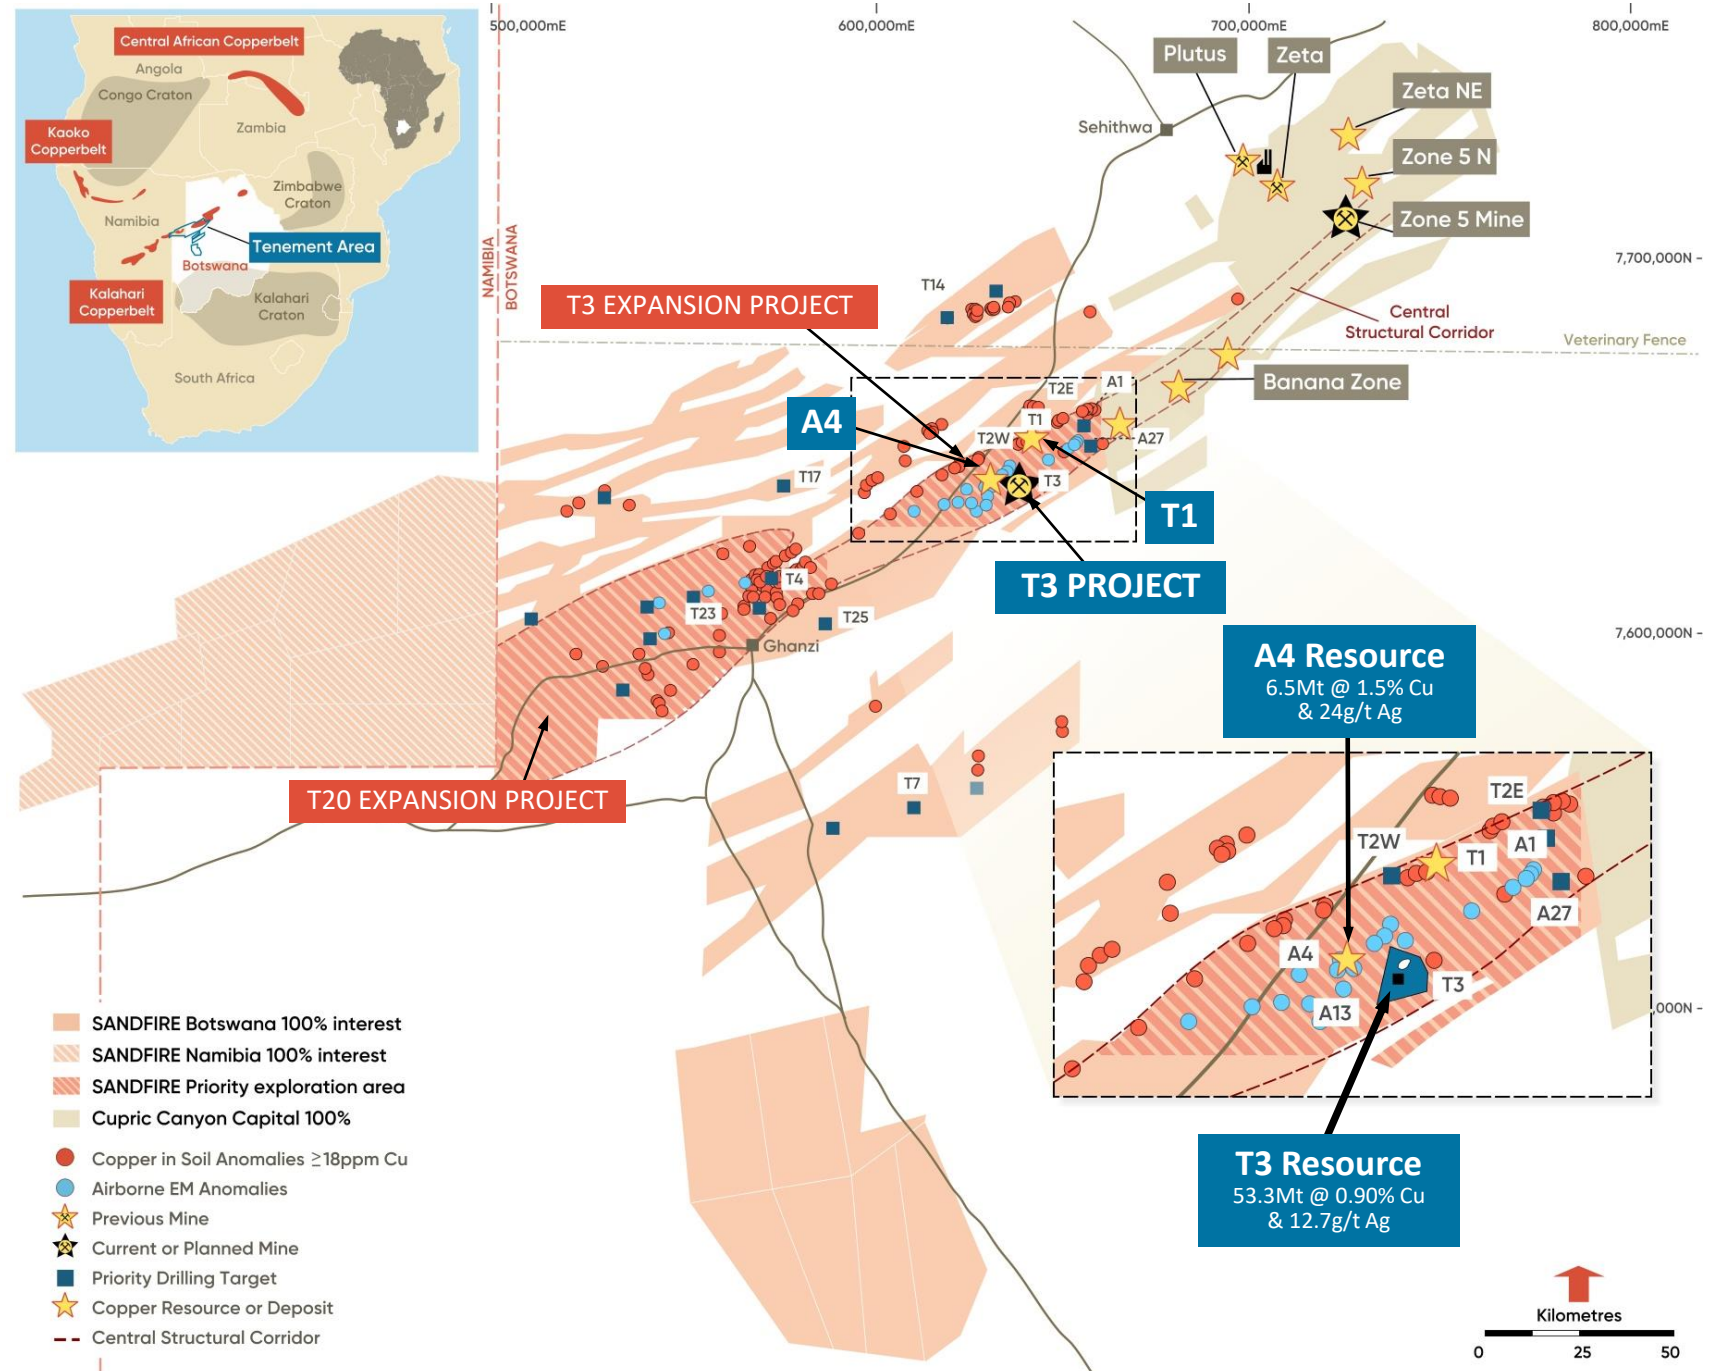 500,000mE
600,000mE
700,000mE
800,000mE
Central African Copperbelt
Angola
Congo Craton
Zambia
Kaoko
Copperbelt
Zimbabwe
Craton
Namibia
Tenement Area
Botswana
Kalahari
Copperbelt
Kalahari
Craton
South Africa
NAMIBIA
BOTSWANA
Plutus
Zeta
Zeta NE
Sehithwa
Zone 5 N
Zone 5 Mine
7,700,000N
T14
T3 EXPANSION PROJECT
Central
Structural Corridor
Veterinary Fence
Banana Zone
T2E
A1
A4
T1
T2W
A27
T17
T3
T1
T3 PROJECT
T4
T23
T25
Ghanzi
7,600,000N
A4 Resource
6.5Mt @ 1.5% Cu
& 24g/t Ag
T7
T20 EXPANSION PROJECT
T2E
T2W
T1
A1
A27
A4
T3
A13
,000N
T3 Resource
53.3Mt @ 0.90% Cu
& 12.7g/t Ag
SANDFIRE Botswana 100% interest
SANDFIRE Namibia 100% interest
SANDFIRE Priority exploration area
Cupric Canyon Capital 100%
Copper in Soil Anomalies ≥18ppm Cu
Airborne EM Anomalies
Previous Mine
Current or Planned Mine
Priority Drilling Target
Copper Resource or Deposit
Central Structural Corridor
Kilometres
0 25 50